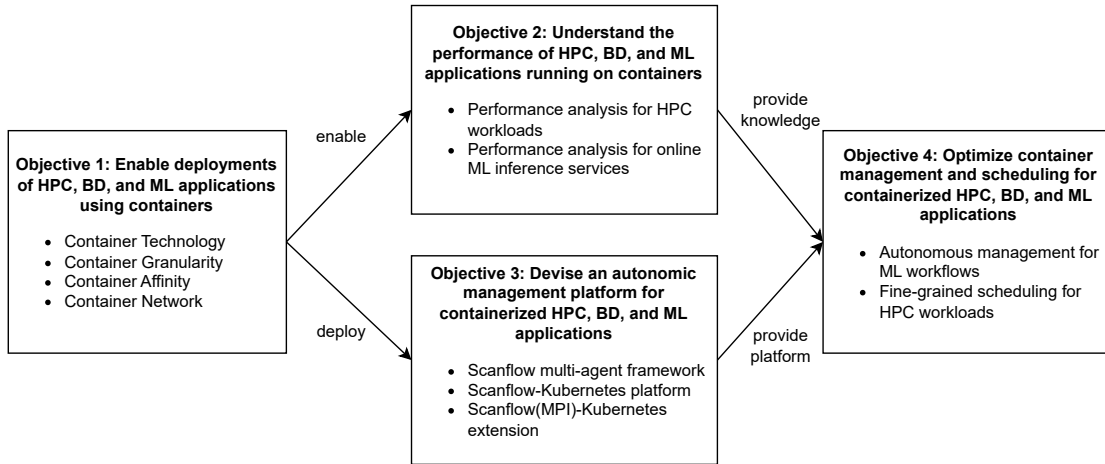 Objective 1: Enable deployments
of HPC, BD, and ML applications
using containers
• Container Technology
• Container Granularity
• Container Affinity
• Container Network
enable
deploy
Objective 2: Understand the
performance of HPC, BD, and ML
applications running on containers
• Performance analysis for HPC
workloads
• Performance analysis for online
ML inference services
Objective 3: Devise an autonomic
management platform for
containerized HPC, BD, and ML
applications
• Scanflow multi-agent framework
• Scanflow-Kubernetes platform
• Scanflow(MPI)-Kubernetes
extension
provide
knowledge
provide
platform
Objective 4: Optimize container
management and scheduling for
containerized HPC, BD, and ML
applications
• Autonomous management for
ML workflows
• Fine-grained scheduling for
HPC workloads